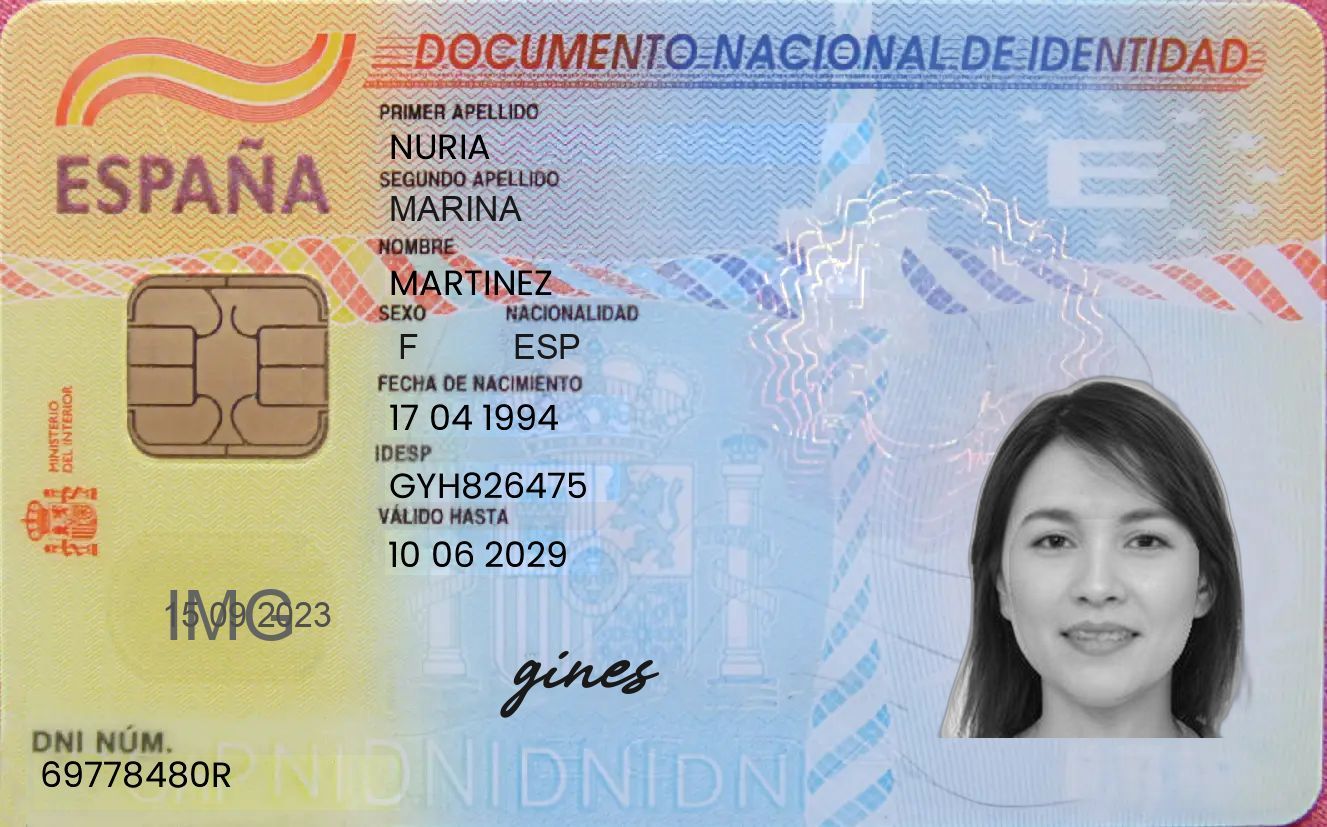 DOCUMENTO NACIONAL DE IDENTIDAD
ESPAÑA
PRIMER APELLIDO
NURIA
SEGUNDO APELLIDO
MARINA
NOMBRE
MARTINEZ
SEXO NACIONALIDAD
F ESP
FECHA DE NACIMIENTO
17 04 1994
IDESP
GYH826475
VÁLIDO HASTA
10 06 2029
MINISTERIO
DEL INTERIOR
E
IMG
15 09 2023
gines
DNI NÚM.
69778480R
DNIDNIDNIDN